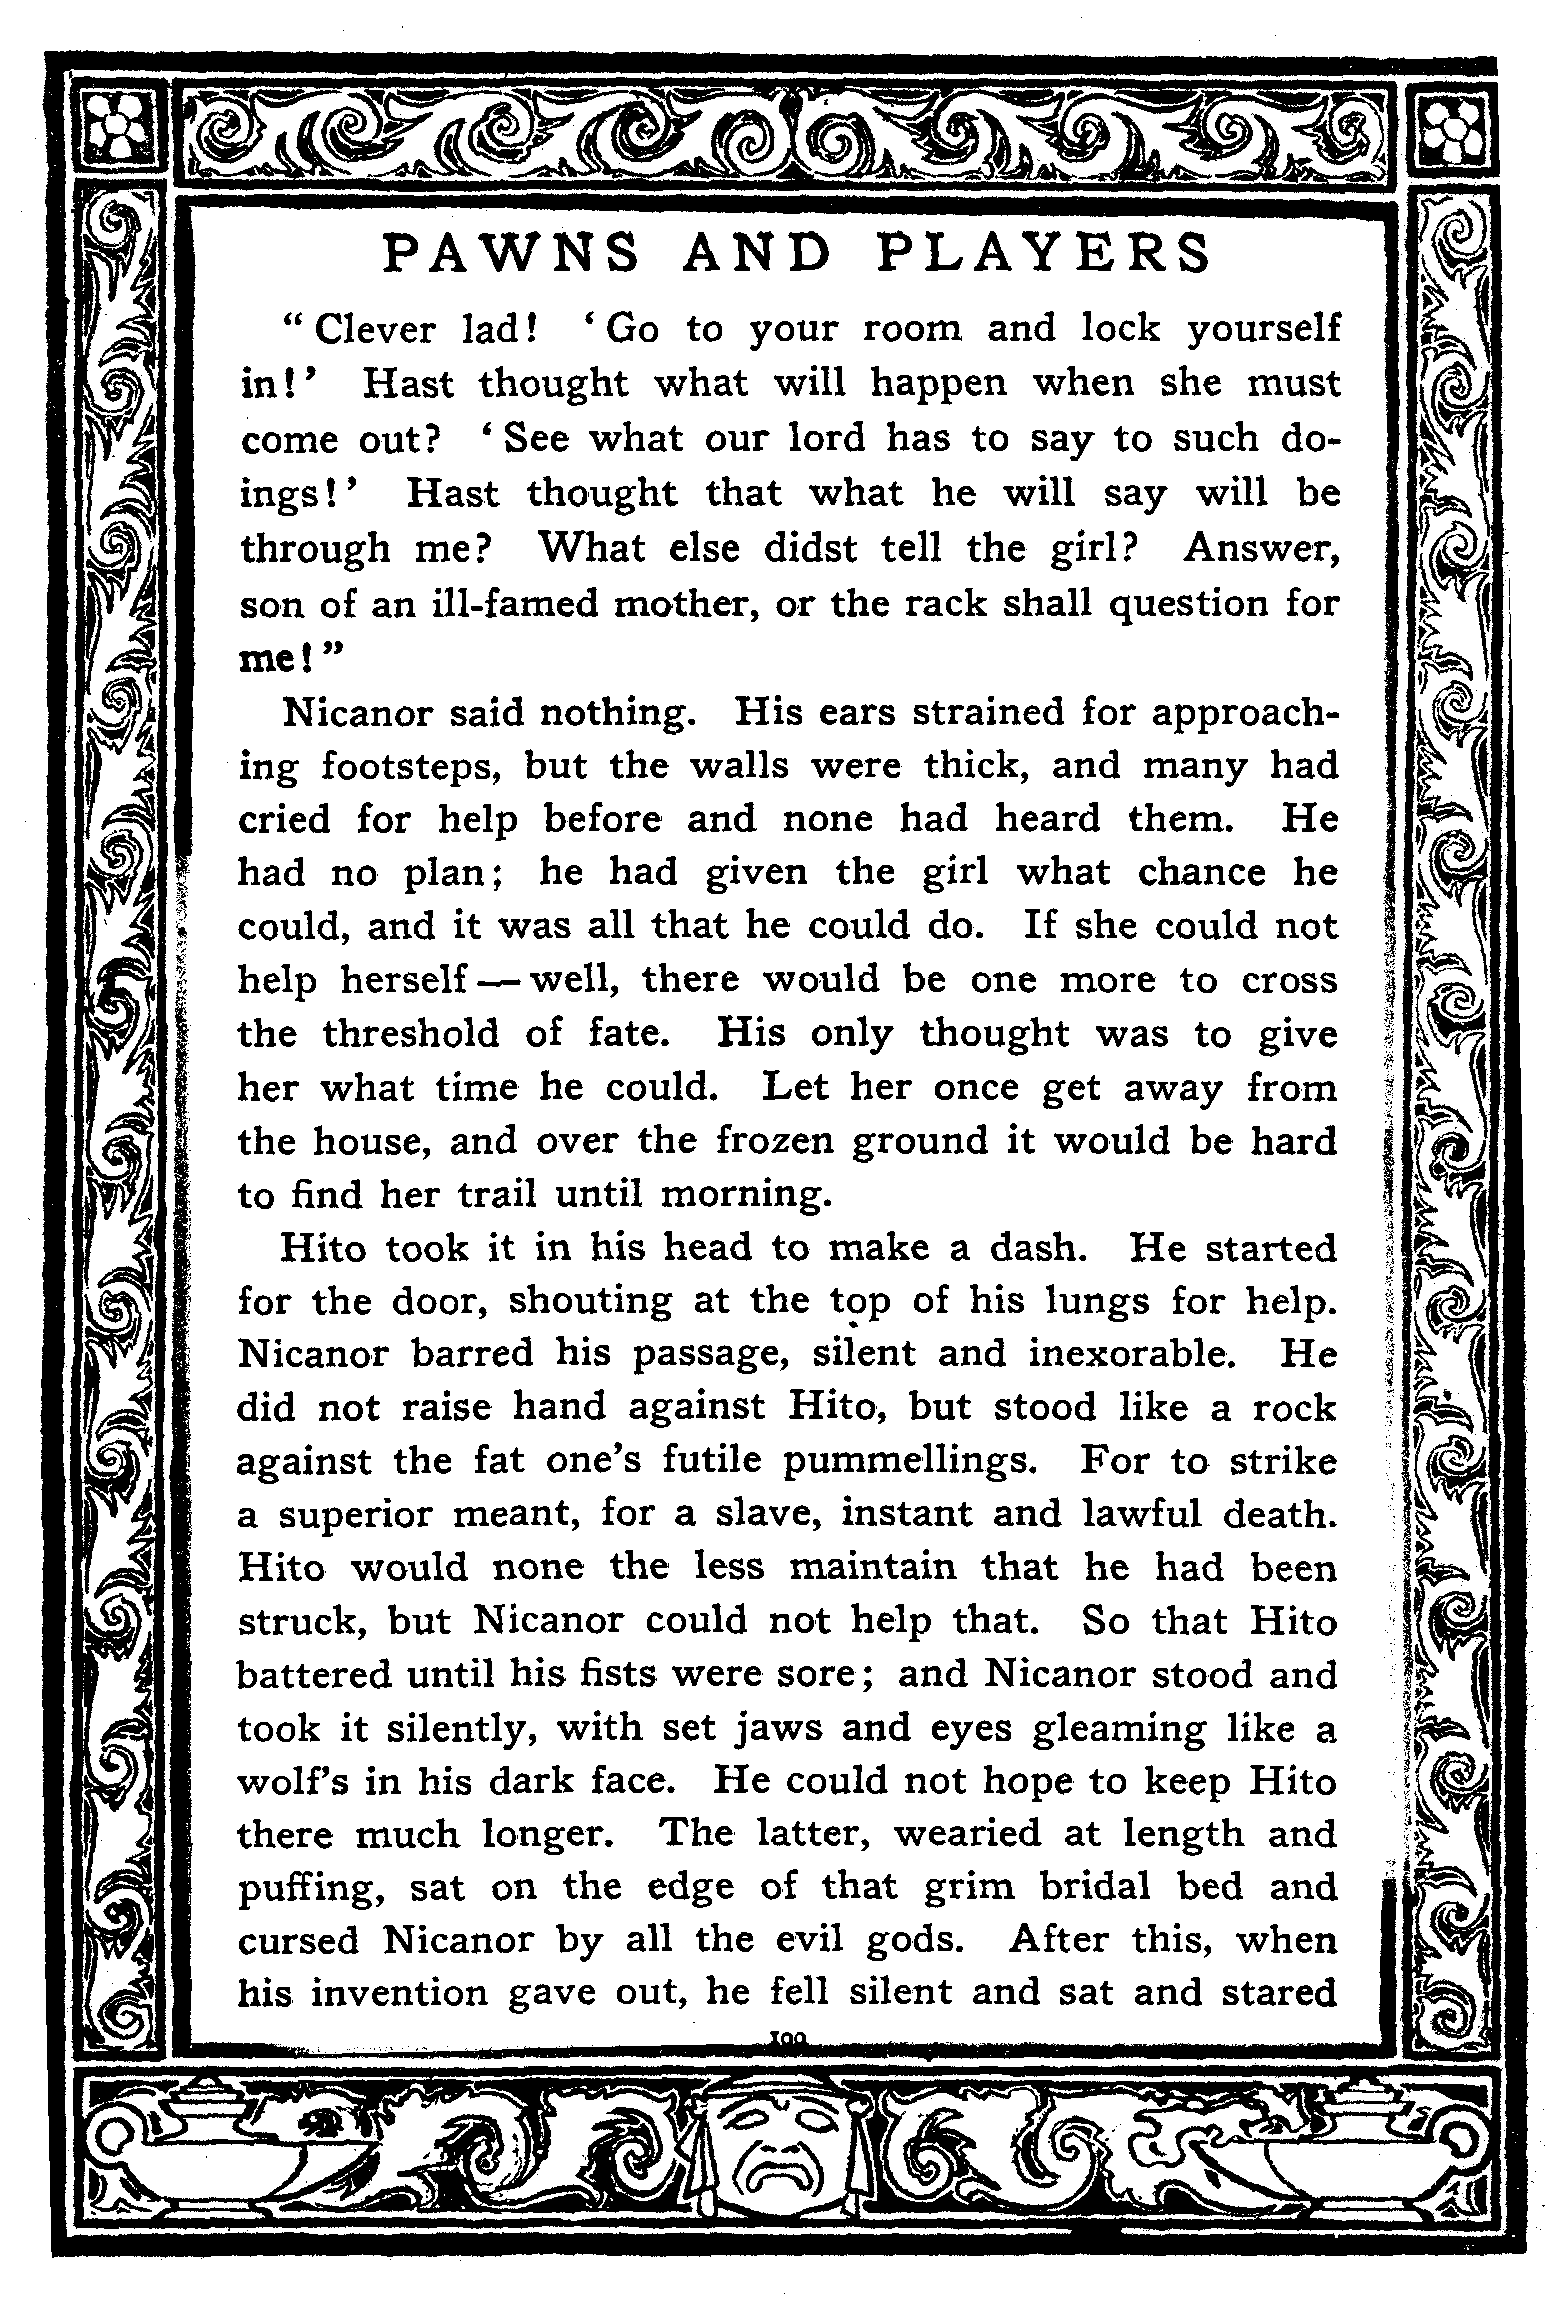 PAWNS AND PLAYERS
“Clever lad! ‘Go to your room and lock yourself
in!’ Hast thought what will happen when she must
come out? ‘See what our lord has to say to such do-
ings!’ Hast thought that what he will say will be
through me? What else didst tell the girl? Answer,
son of an ill-famed mother, or the rack shall question for
me!”
Nicanor said nothing. His ears strained for approach-
ing footsteps, but the walls were thick, and many had
cried for help before and none had heard them. He
had no plan; he had given the girl what chance he
could, and it was all that he could do. If she could not
help herself — well, there would be one more to cross
the threshold of fate. His only thought was to give
her what time he could. Let her once get away from
the house, and over the frozen ground it would be hard
to find her trail until morning.
Hito took it in his head to make a dash. He started
for the door, shouting at the top of his lungs for help.
Nicanor barred his passage, silent and inexorable. He
did not raise hand against Hito, but stood like a rock
against the fat one’s futile pummellings. For to strike
a superior meant, for a slave, instant and lawful death.
Hito would none the less maintain that he had been
struck, but Nicanor could not help that. So that Hito
battered until his fists were sore; and Nicanor stood and
took it silently, with set jaws and eyes gleaming like a
wolf’s in his dark face. He could not hope to keep Hito
there much longer. The latter, wearied at length and
puffing, sat on the edge of that grim bridal bed and
cursed Nicanor by all the evil gods. After this, when
his invention gave out, he fell silent and sat and stared